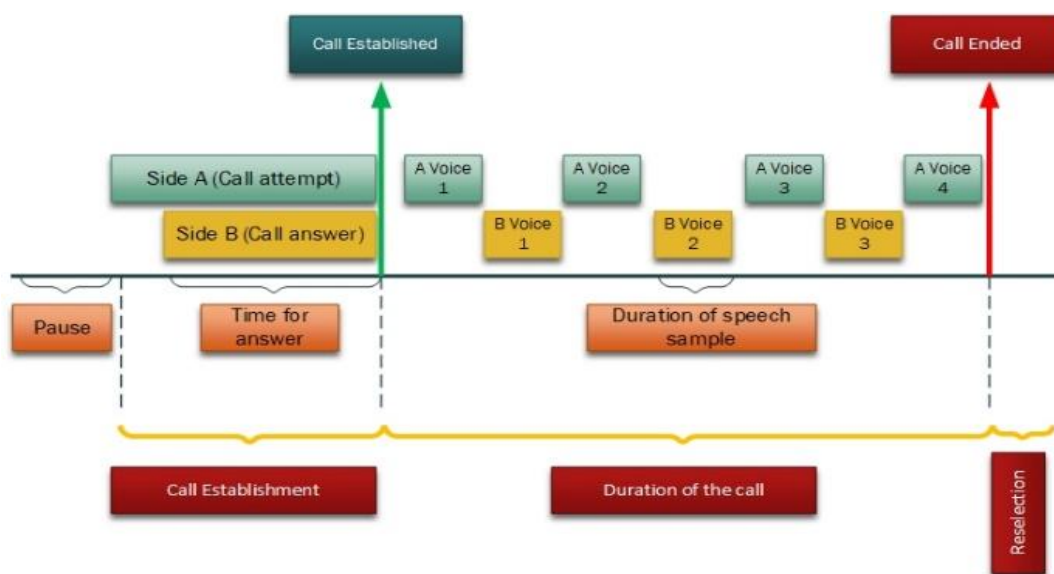 Call Established
Call Ended
Side A (Call attempt)
A Voice
1
A Voice
2
A Voice
3
A Voice
4
Side B (Call answer)
B Voice
1
B Voice
2
B Voice
3
Pause
Time for
answer
Duration of speech
sample
Call Establishment
Duration of the call
Reselection